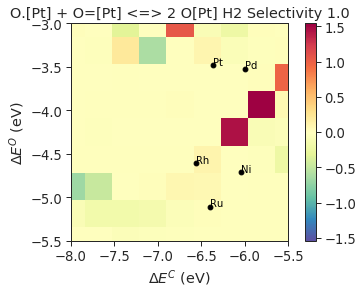 O.[Pt] + O=[Pt] <=> 2 O[Pt] H2 Selectivity 1.0
−3.0
−3.5
−4.0
−4.5
−5.0
−5.5
ΔE^O (eV)
Pt
Pd
Rh
Ni
Ru
−8.0 −7.5 −7.0 −6.5 −6.0 −5.5
ΔE^C (eV)
1.5
1.0
0.5
0.0
−0.5
−1.0
−1.5